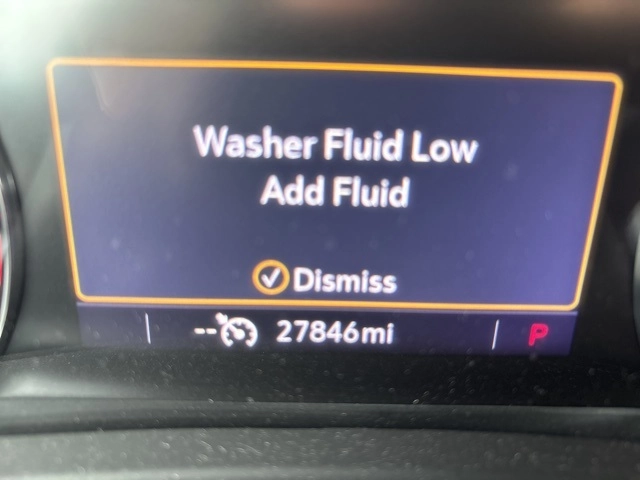 Washer Fluid Low
Add Fluid
Dismiss
-- 27846mi P